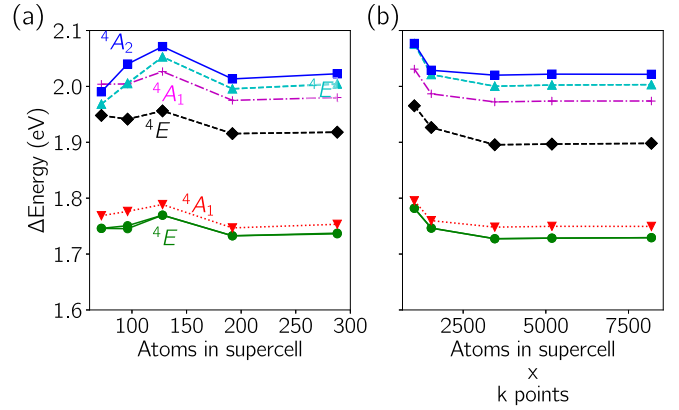 (a)
(b)
2.1
2.0
1.9
1.8
1.7
1.6
ΔEnergy (eV)
⁴A₂
⁴E
⁴A₁
⁴E
⁴A₁
⁴E
100 150 200 250 300
Atoms in supercell
2500 5000 7500
Atoms in supercell
x
k points